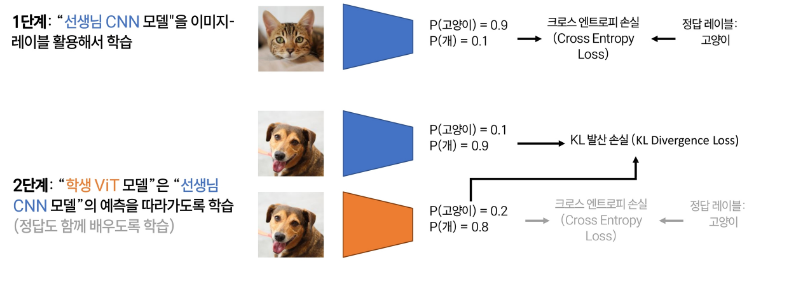 1단계: “선생님 CNN 모델"을 이미지-
레이블 활용해서 학습
P(고양이) = 0.9
P(개) = 0.1
크로스 엔트로피 손실
(Cross Entropy
Loss)
정답 레이블:
고양이
P(고양이) = 0.1
P(개) = 0.9
KL 발산 손실 (KL Divergence Loss)
2단계: “학생 ViT 모델”은 “선생님
CNN 모델”의 예측을 따라가도록 학습
(정답도 함께 배우도록 학습)
P(고양이) = 0.2
P(개) = 0.8
크로스 엔트로피 손실
(Cross Entropy
Loss)
정답 레이블:
고양이